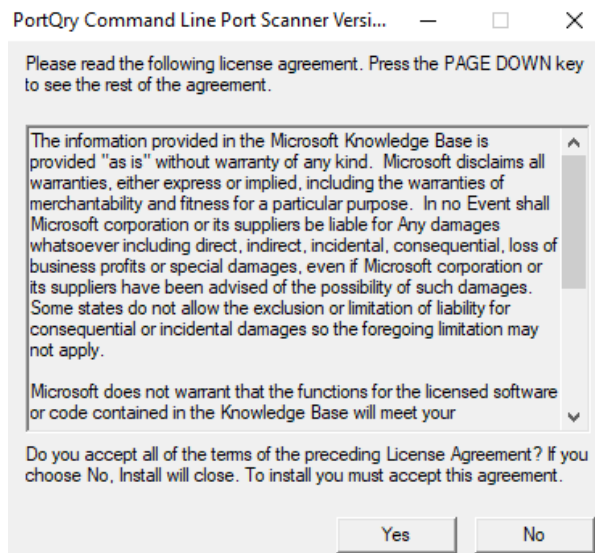 PortQry Command Line Port Scanner Versi...
Please read the following license agreement. Press the PAGE DOWN key
to see the rest of the agreement.
The information provided in the Microsoft Knowledge Base is
provided "as is" without warranty of any kind.  Microsoft disclaims all
warranties, either express or implied, including the warranties of
merchantability and fitness for a particular purpose.  In no Event shall
Microsoft corporation or its suppliers be liable for Any damages
whatsoever including direct, indirect, incidental, consequential, loss of
business profits or special damages, even if Microsoft corporation or
its suppliers have been advised of the possibility of such damages.
Some states do not allow the exclusion or limitation of liability for
consequential or incidental damages so the foregoing limitation may
not apply.
Microsoft does not warrant that the functions for the licensed software
or code contained in the Knowledge Base will meet your
Do you accept all of the terms of the preceding License Agreement? If you
choose No, Install will close. To install you must accept this agreement.
Yes No